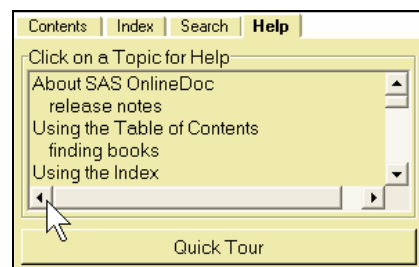 Contents Index Search Help
Click on a Topic for Help
About SAS OnlineDoc
release notes
Using the Table of Contents
finding books
Using the Index
Quick Tour